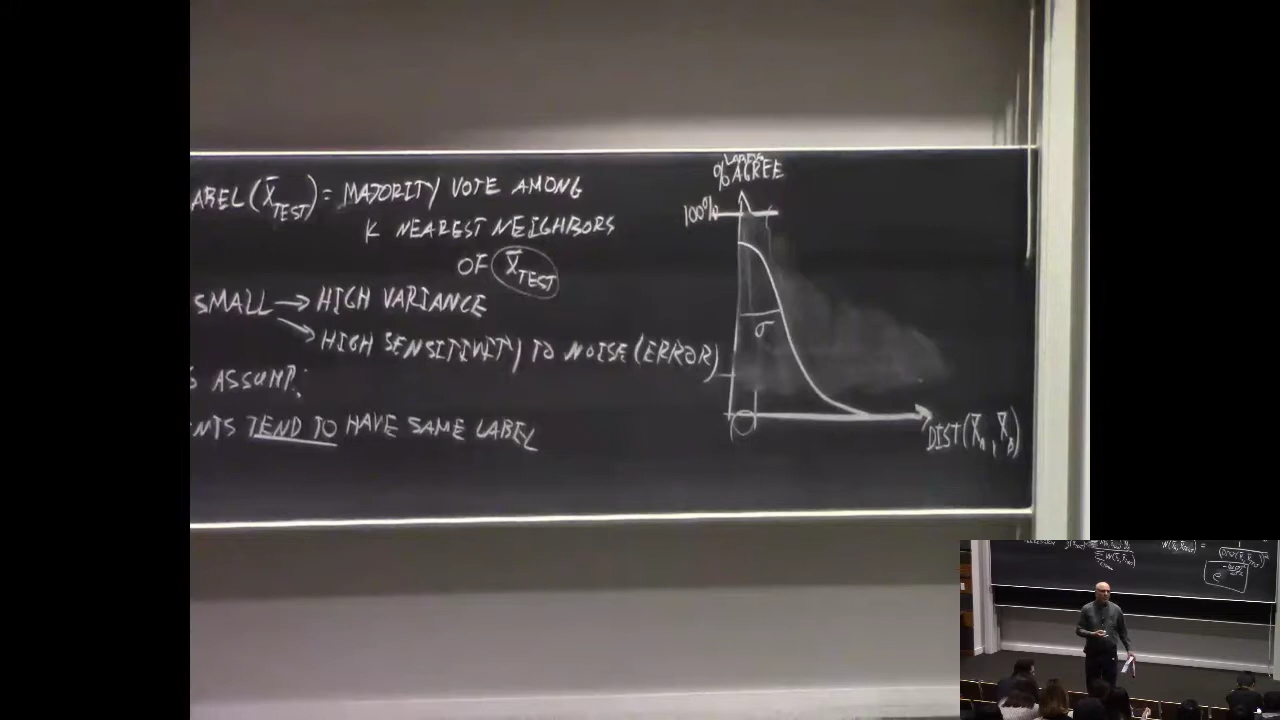 ABEL(X̄TEST) = MAJORITY VOTE AMONG
K NEAREST NEIGHBORS
OF X̄TEST
SMALL → HIGH VARIANCE
→ HIGH SENSITIVITY TO NOISE (ERROR)
S ASSUMP:
NTS TEND TO HAVE SAME LABEL
% AGREE
100%
σ
DIST(X̄A, X̄B)